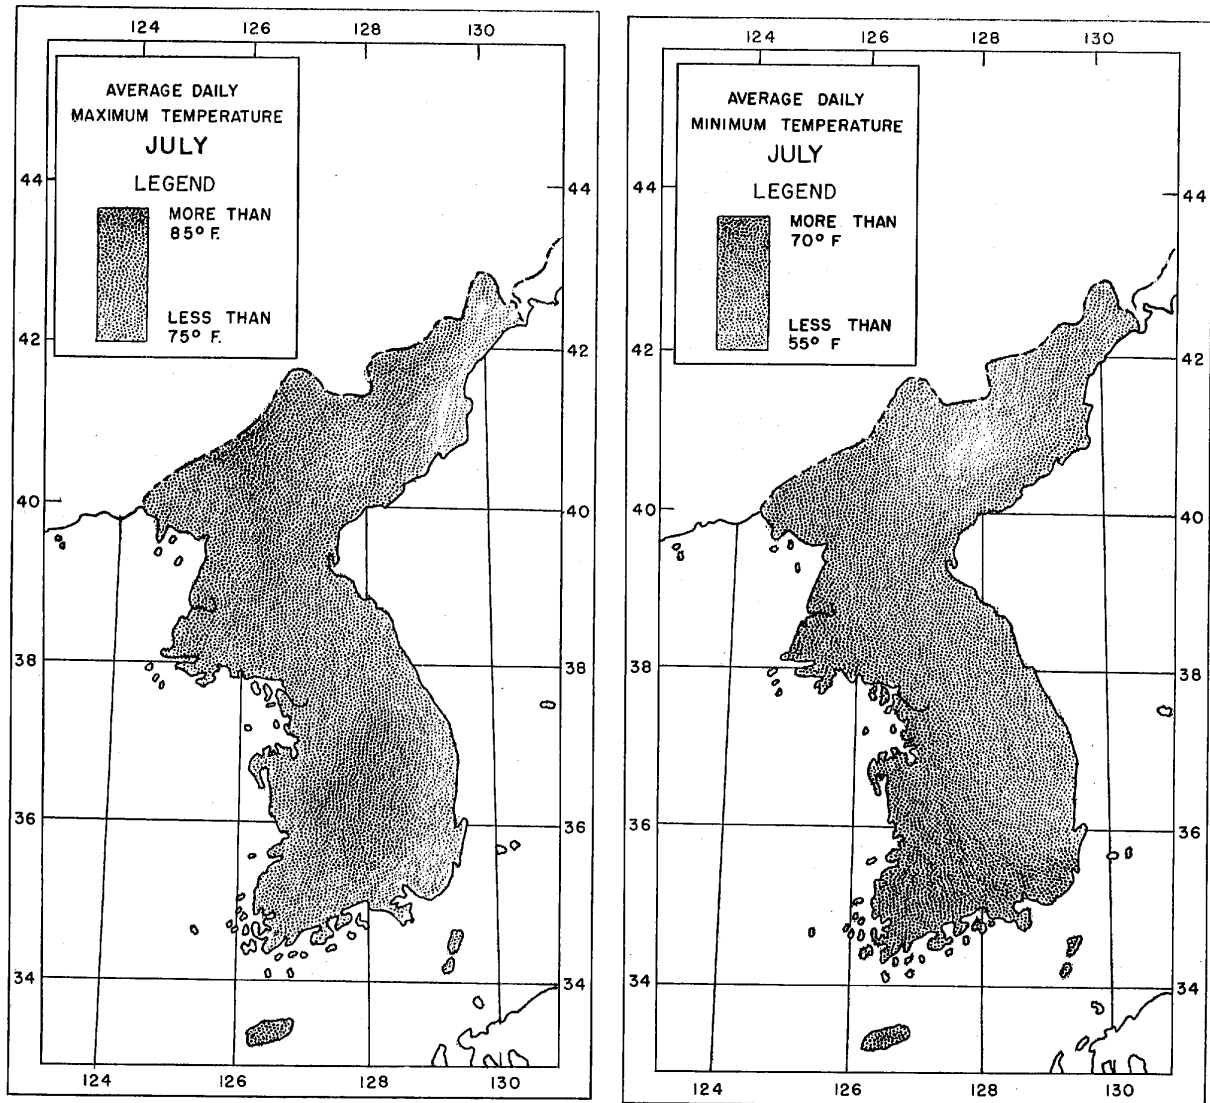 124 126 128 130
AVERAGE DAILY
MAXIMUM TEMPERATURE
JULY
LEGEND
MORE THAN
85° F.
LESS THAN
75° F.
44 44
42 42
40 40
38 38
36 36
34 34
124 126 128 130
124 126 128 130
AVERAGE DAILY
MINIMUM TEMPERATURE
JULY
LEGEND
MORE THAN
70° F
LESS THAN
55° F
44 44
42 42
40 40
38 38
36 36
34 34
124 126 128 130